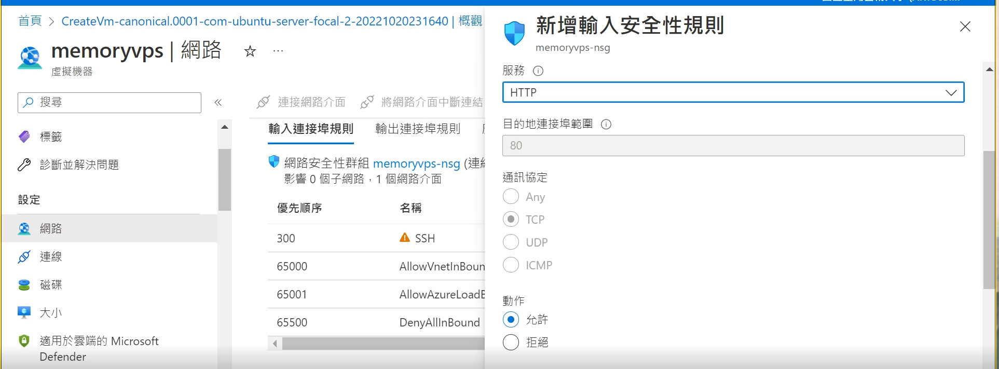 首頁 > CreateVm-canonical.0001-com-ubuntu-server-focal-2-20221020231640 | 概觀
memoryvps | 網路
虛擬機器
搜尋
標籤
診斷並解決問題
設定
網路
連線
磁碟
大小
適用於雲端的 Microsoft
Defender
連接網路介面
將網路介面中斷連結
輸入連接埠規則
輸出連接埠規則
網路安全性群組 memoryvps-nsg (連
影響 0 個子網路，1 個網路介面
優先順序 名稱
300 SSH
65000 AllowVnetInBoun
65001 AllowAzureLoadB
65500 DenyAllInBound
新增輸入安全性規則
memoryvps-nsg
服務
HTTP
目的地連接埠範圍
80
通訊協定
Any
TCP
UDP
ICMP
動作
允許
拒絕